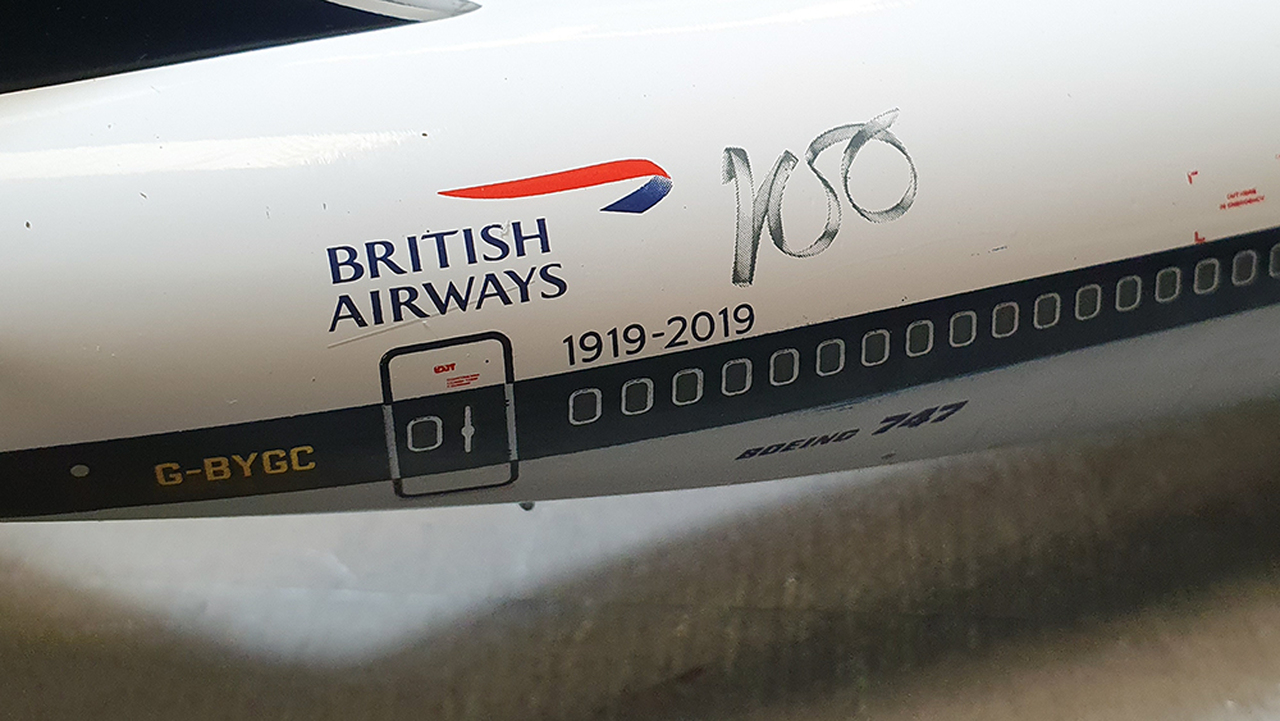 BRITISH
AIRWAYS
100
1919-2019
G-BYGC
BOEING 747